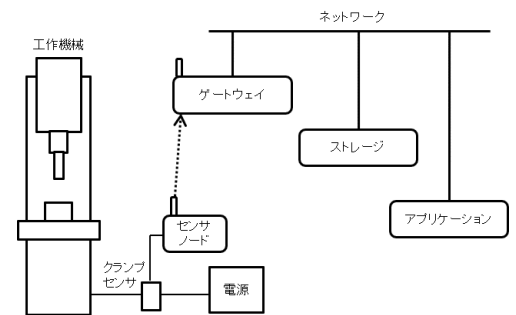 ネットワーク
工作機械
ゲートウェイ
ストレージ
アプリケーション
センサ
ノード
クランプ
センサ
電源